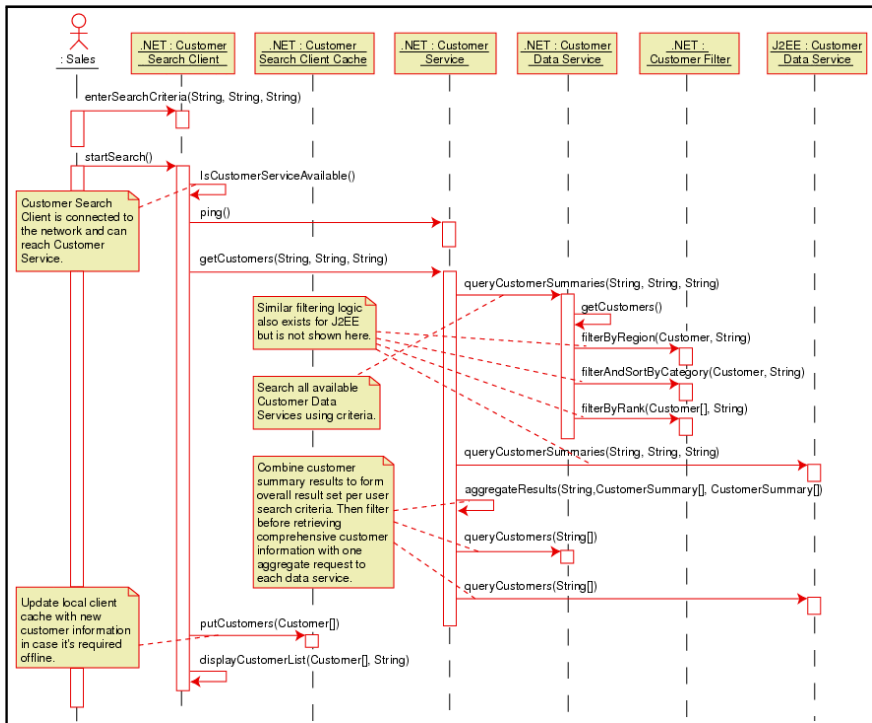 : Sales
.NET : Customer
Search Client
.NET : Customer
Search Client Cache
.NET : Customer
Service
.NET : Customer
Data Service
.NET :
Customer Filter
J2EE : Customer
Data Service
enterSearchCriteria(String, String, String)
startSearch()
IsCustomerServiceAvailable()
Customer Search
Client is connected to
the network and can
reach Customer
Service.
ping()
getCustomers(String, String, String)
queryCustomerSummaries(String, String, String)
getCustomers()
Similar filtering logic
also exists for J2EE
but is not shown here.
filterByRegion(Customer, String)
filterAndSortByCategory(Customer, String)
Search all available
Customer Data
Services using criteria.
filterByRank(Customer[], String)
queryCustomerSummaries(String, String, String)
Combine customer
summary results to form
overall result set per user
search criteria. Then filter
before retrieving
comprehensive customer
information with one
aggregate request to
each data service.
aggregateResults(String,CustomerSummary[], CustomerSummary[])
queryCustomers(String[])
queryCustomers(String[])
Update local client
cache with new
customer information
in case it's required
offline.
putCustomers(Customer[])
displayCustomerList(Customer[], String)